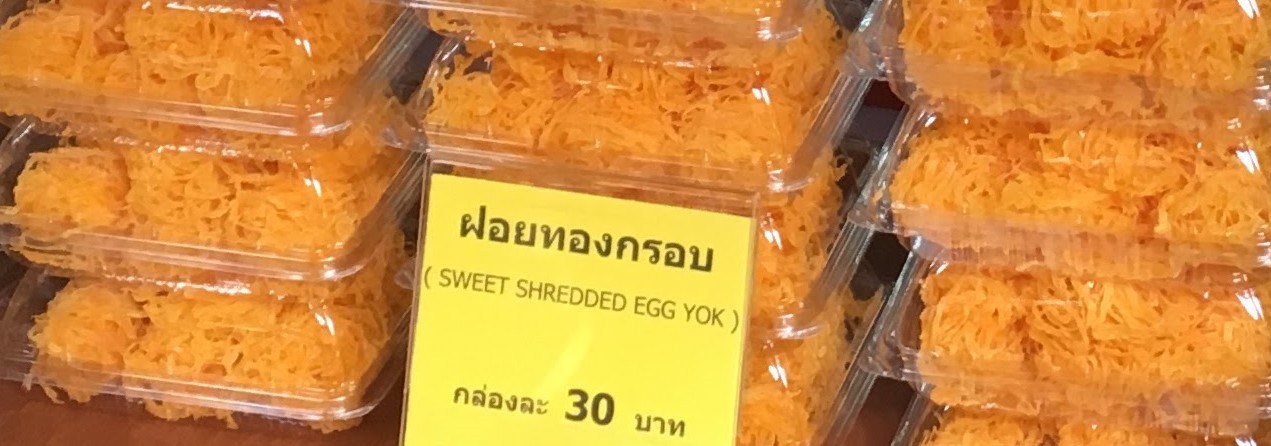 ฝอยทองกรอบ
( SWEET SHREDDED EGG YOK )
กล่องละ 30 บาท